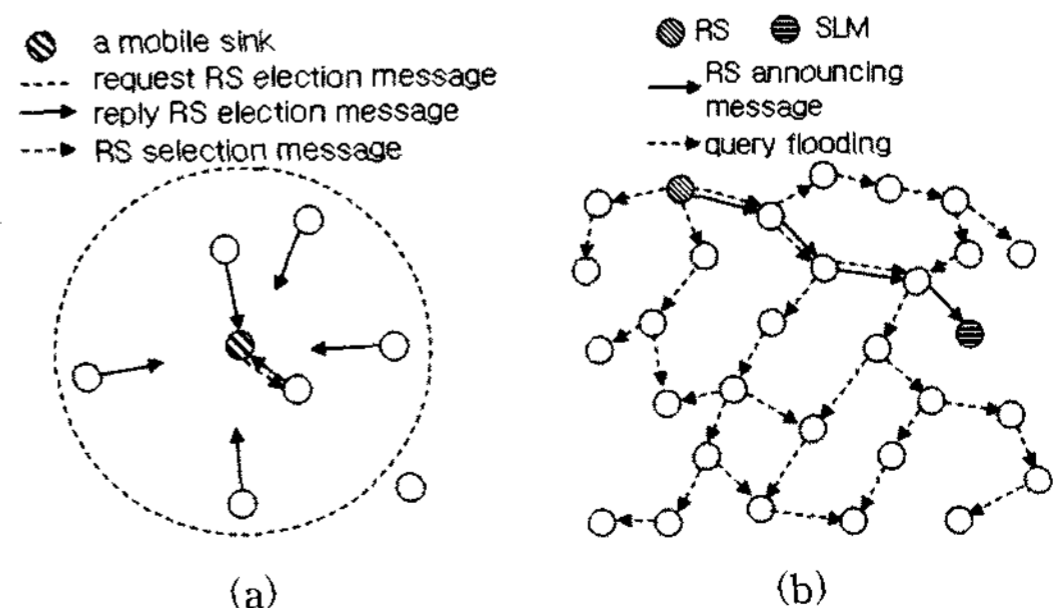 a mobile sink
request RS election message
reply RS election message
RS selection message
RS SLM
RS announcing
message
query flooding
(a)
(b)